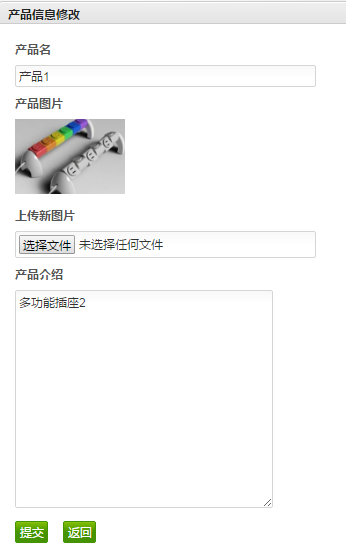 产品信息修改
产品名
产品1
产品图片
上传新图片
选择文件 未选择任何文件
产品介绍
多功能插座2
提交 返回